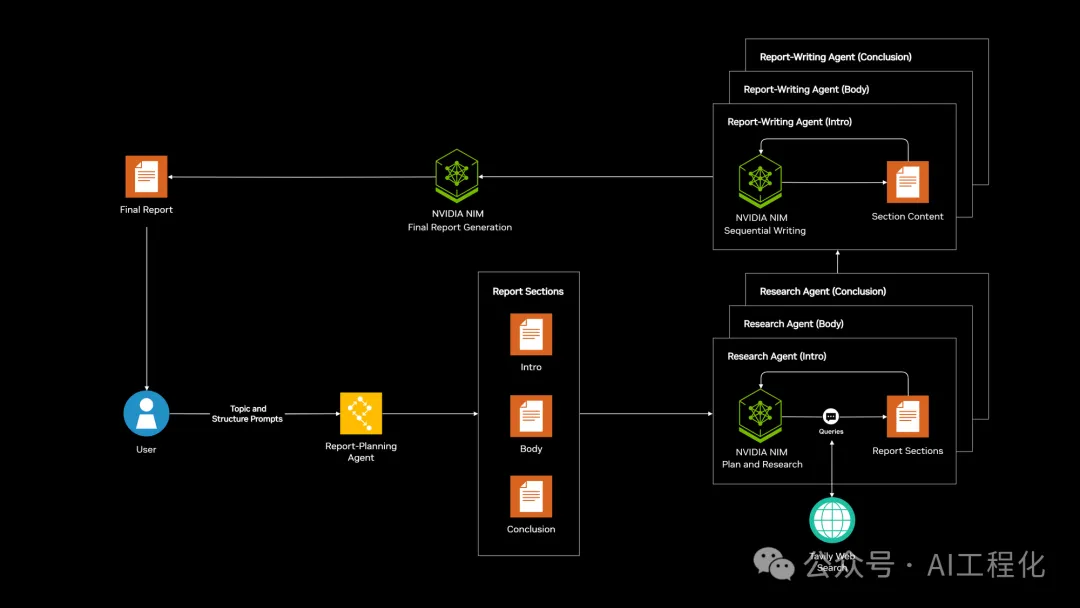 Report-Writing Agent (Conclusion)
Report-Writing Agent (Body)
Report-Writing Agent (Intro)
NVIDIA NIM
Sequential Writing
Section Content
NVIDIA NIM
Final Report Generation
Final Report
User
Topic and
Structure Prompts
Report-Planning
Agent
Report Sections
Intro
Body
Conclusion
Research Agent (Conclusion)
Research Agent (Body)
Research Agent (Intro)
NVIDIA NIM
Plan and Research
Queries
Report Sections
Tavily Web
Search
公众号 · AI工程化